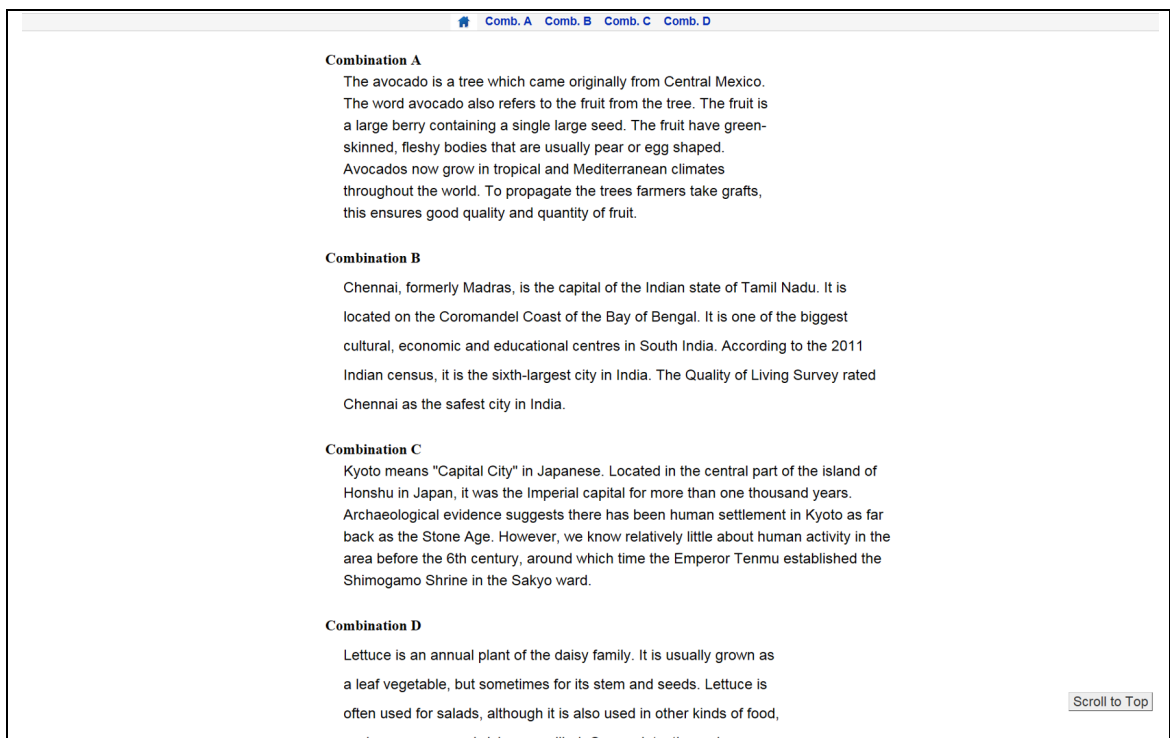 Comb. A Comb. B Comb. C Comb. D
Combination A
The avocado is a tree which came originally from Central Mexico.
The word avocado also refers to the fruit from the tree. The fruit is
a large berry containing a single large seed. The fruit have green-
skinned, fleshy bodies that are usually pear or egg shaped.
Avocados now grow in tropical and Mediterranean climates
throughout the world. To propagate the trees farmers take grafts,
this ensures good quality and quantity of fruit.
Combination B
Chennai, formerly Madras, is the capital of the Indian state of Tamil Nadu. It is
located on the Coromandel Coast of the Bay of Bengal. It is one of the biggest
cultural, economic and educational centres in South India. According to the 2011
Indian census, it is the sixth-largest city in India. The Quality of Living Survey rated
Chennai as the safest city in India.
Combination C
Kyoto means "Capital City" in Japanese. Located in the central part of the island of
Honshu in Japan, it was the Imperial capital for more than one thousand years.
Archaeological evidence suggests there has been human settlement in Kyoto as far
back as the Stone Age. However, we know relatively little about human activity in the
area before the 6th century, around which time the Emperor Tenmu established the
Shimogamo Shrine in the Sakyo ward.
Combination D
Lettuce is an annual plant of the daisy family. It is usually grown as
a leaf vegetable, but sometimes for its stem and seeds. Lettuce is
often used for salads, although it is also used in other kinds of food,
Scroll to Top